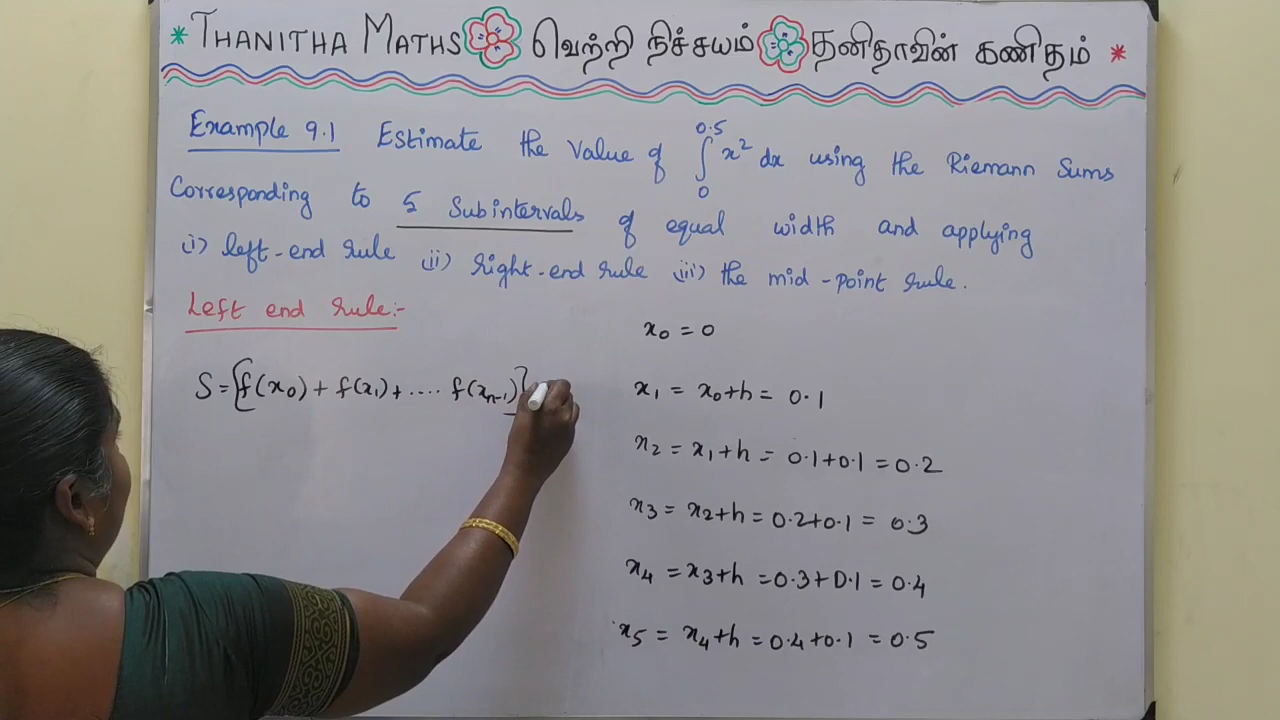 * THANITHA MATHS வெற்றி நிச்சயம் தனிதாவின் கணிதம் *
Example 9.1 Estimate the value of ∫₀^0.5 x² dx using the Riemann Sums
Corresponding to 5 Subintervals of equal width and applying
(i) left-end rule (ii) right-end rule (iii) the mid-point rule.
Left end rule:-
S = [f(x₀) + f(x₁) + .... f(xₙ₋₁)]
x₀ = 0
x₁ = x₀+h = 0.1
x₂ = x₁+h = 0.1+0.1 = 0.2
x₃ = x₂+h = 0.2+0.1 = 0.3
x₄ = x₃+h = 0.3+0.1 = 0.4
x₅ = x₄+h = 0.4+0.1 = 0.5